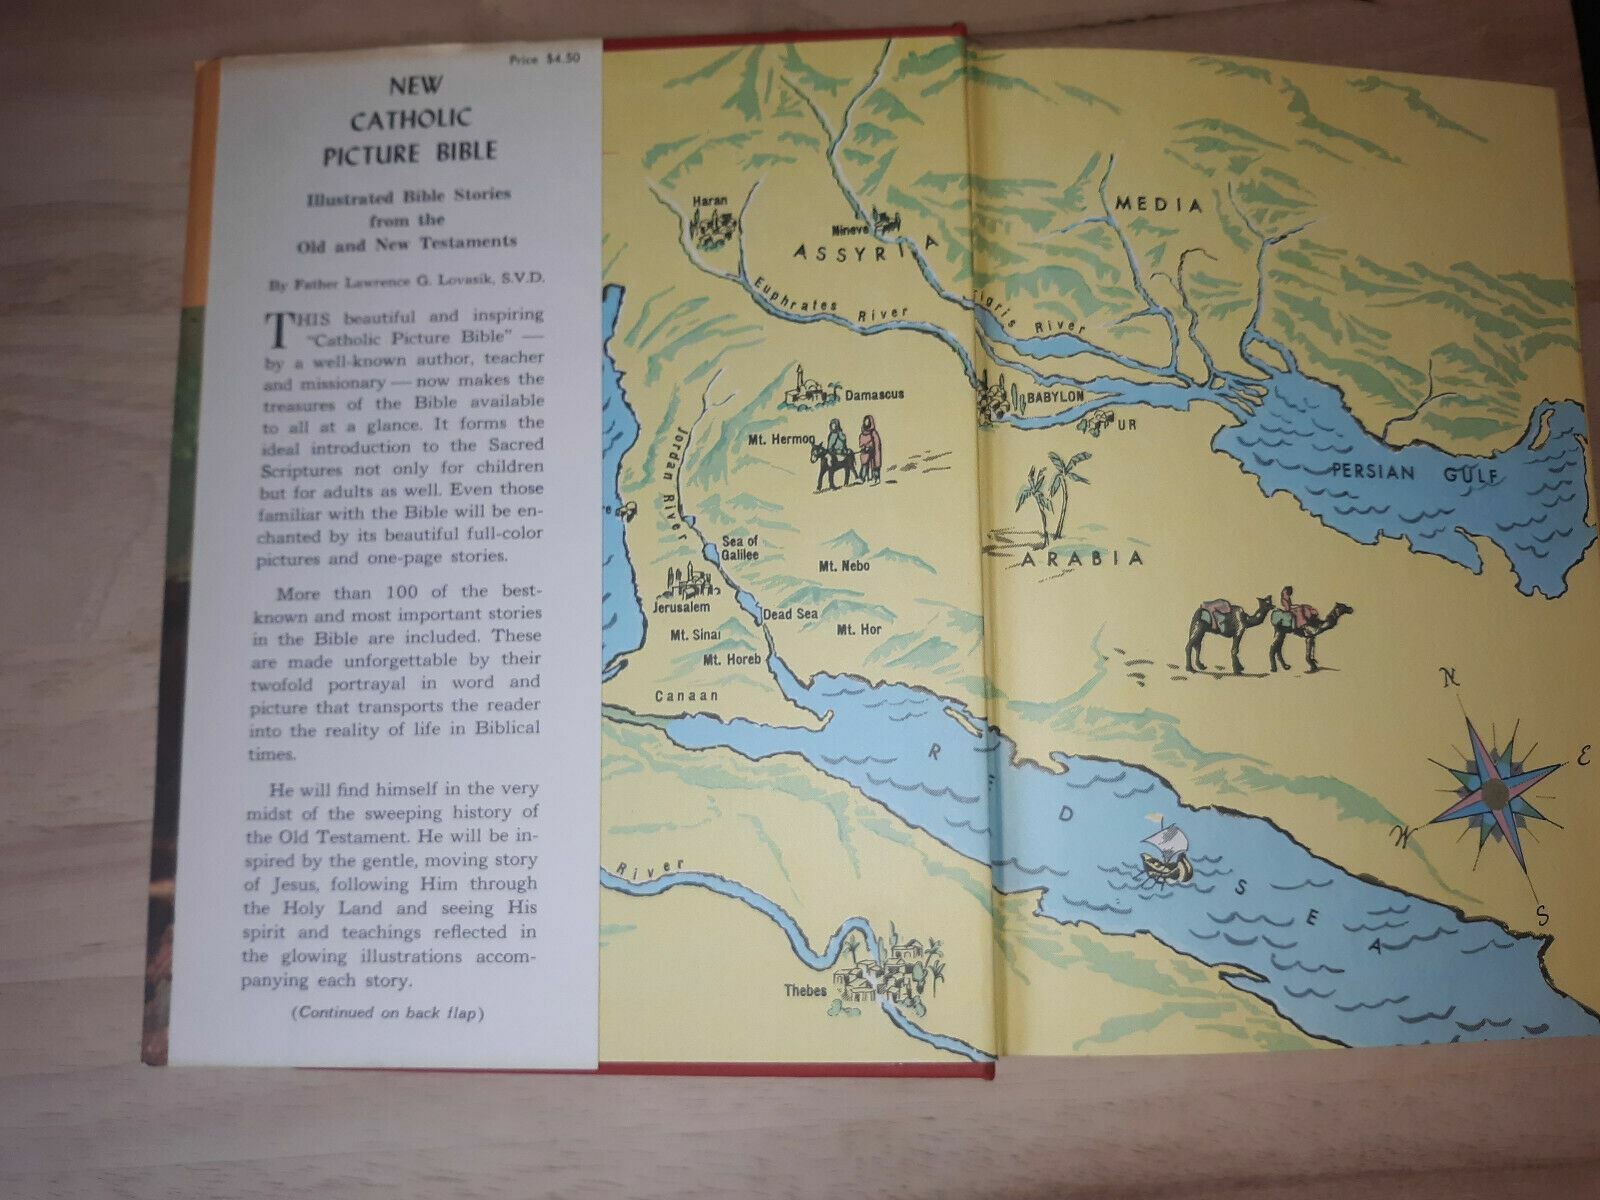 Price $4.50
NEW
CATHOLIC
PICTURE BIBLE
Illustrated Bible Stories
from the
Old and New Testaments
By Father Lawrence G. Lovasik, S.V.D.
THIS beautiful and inspiring
"Catholic Picture Bible" —
by a well-known author, teacher
and missionary — now makes the
treasures of the Bible available
to all at a glance. It forms the
ideal introduction to the Sacred
Scriptures not only for children
but for adults as well. Even those
familiar with the Bible will be en-
chanted by its beautiful full-color
pictures and one-page stories.
More than 100 of the best-
known and most important stories
in the Bible are included. These
are made unforgettable by their
twofold portrayal in word and
picture that transports the reader
into the reality of life in Biblical
times.
He will find himself in the very
midst of the sweeping history of
the Old Testament. He will be in-
spired by the gentle, moving story
of Jesus, following Him through
the Holy Land and seeing His
spirit and teachings reflected in
the glowing illustrations accom-
panying each story.
(Continued on back flap)
Haran
Nineve
ASSYRIA
MEDIA
Euphrates River
Tigris River
Damascus
BABYLON
UR
Mt. Hermon
Jordan River
PERSIAN GULF
Sea of
Galilee
ARABIA
Mt. Nebo
Jerusalem
Dead Sea
Mt. Sinai
Mt. Hor
Mt. Horeb
Canaan
RED SEA
N
E
W
S
River
Thebes